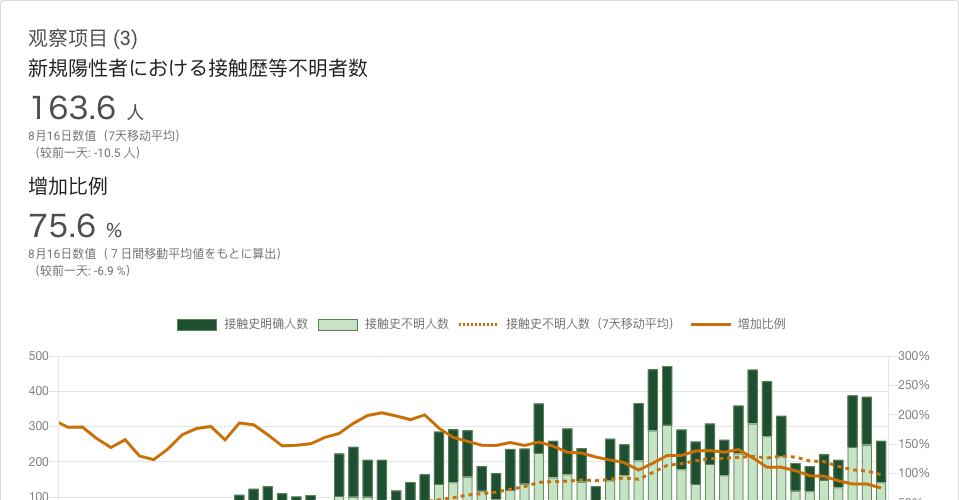 观察项目 (3)
新規陽性者における接触歴等不明者数
163.6 人
8月16日数值（7天移动平均）
（较前一天: -10.5 人）
增加比例
75.6 %
8月16日数值（７日間移動平均値をもとに算出）
（较前一天: -6.9 %）
接触史明确人数 接触史不明人数 接触史不明人数（7天移动平均） 增加比例
500 300%
250%
400
200%
300
150%
200
100%
100
50%